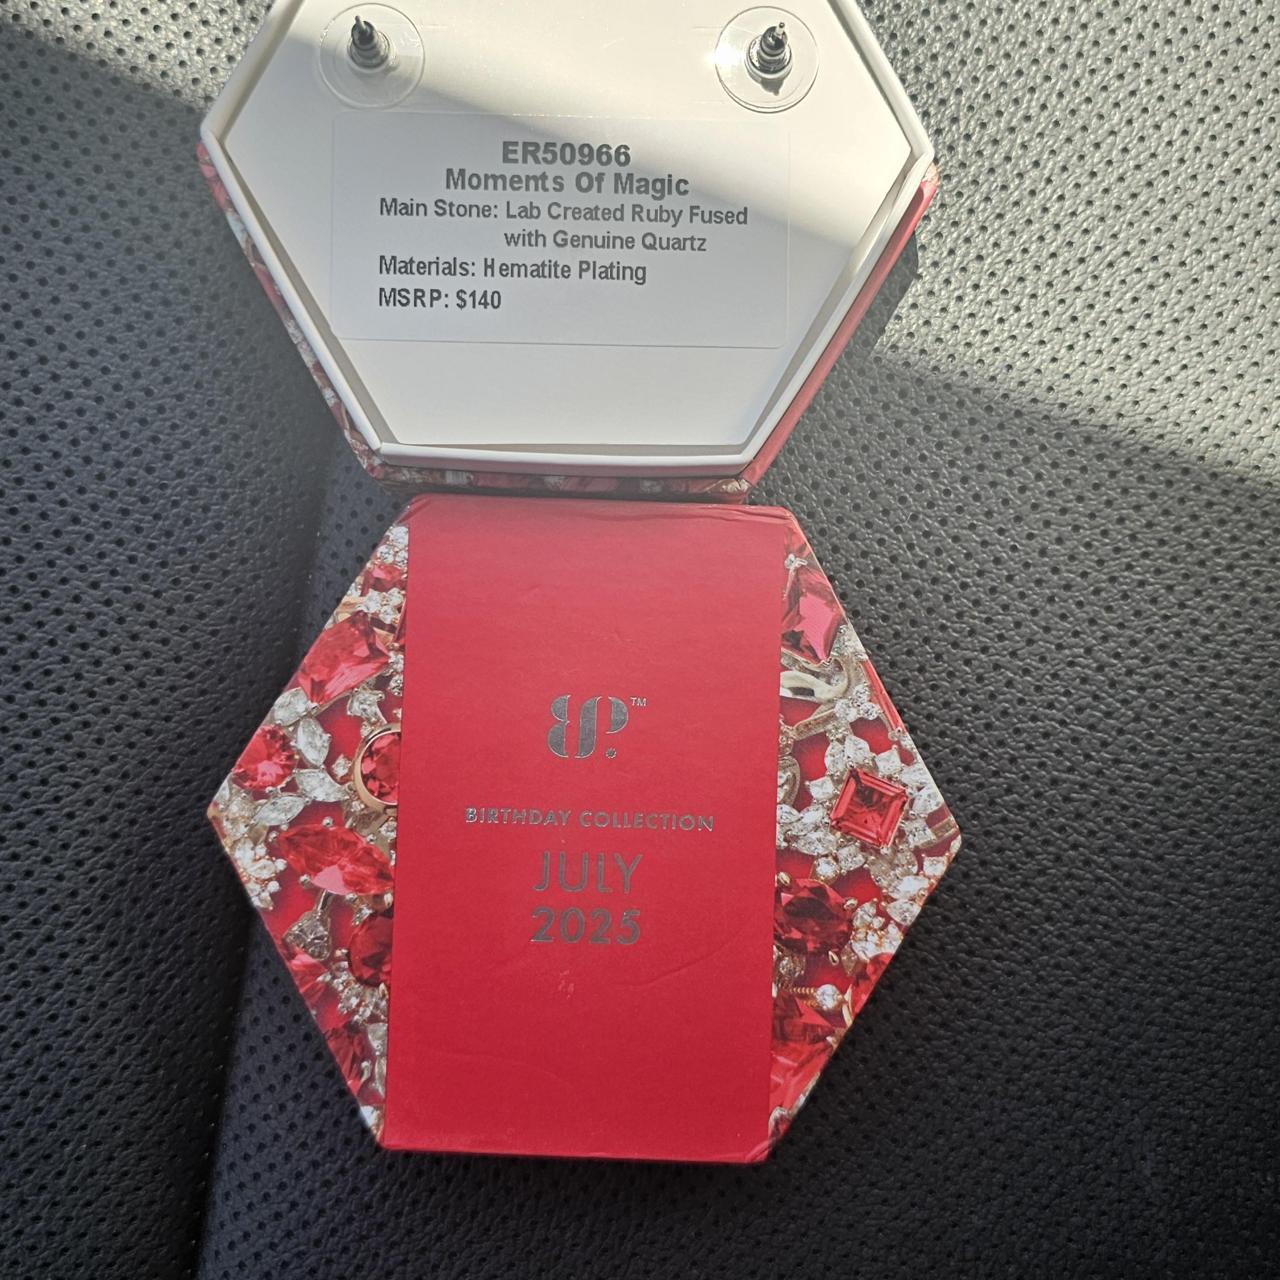 ER50966
Moments Of Magic
Main Stone: Lab Created Ruby Fused
with Genuine Quartz
Materials: Hematite Plating
MSRP: $140
BP.™
BIRTHDAY COLLECTION
JULY
2025